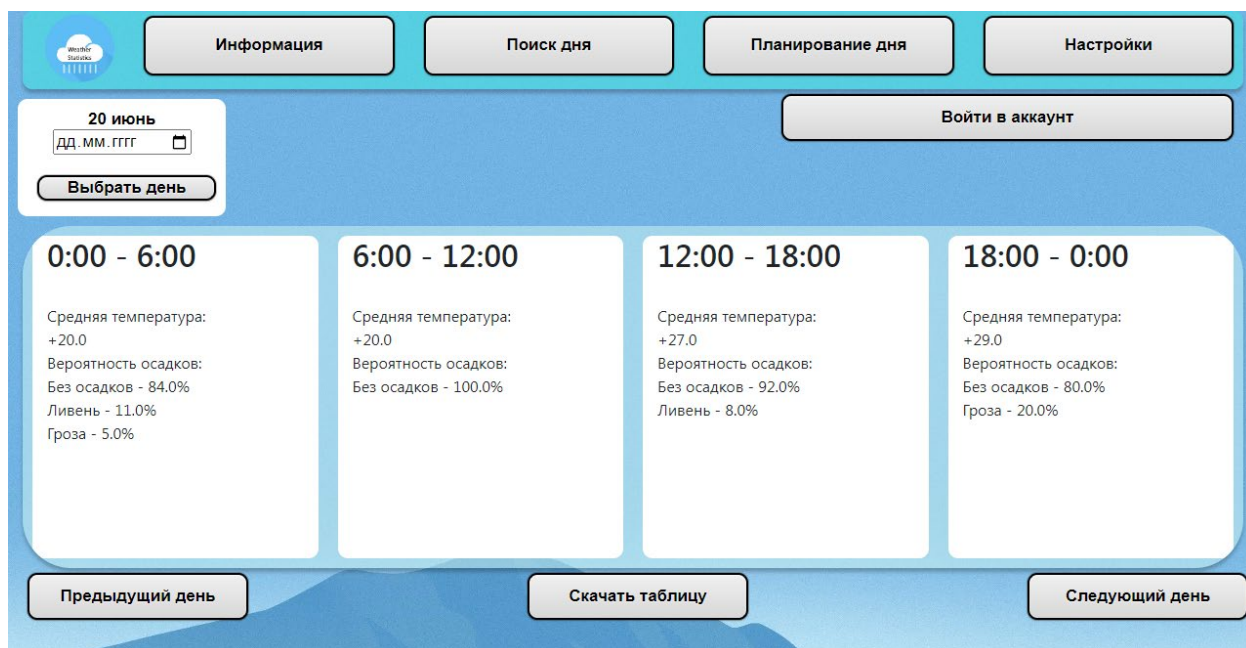 Weather
Statistics
Информация
Поиск дня
Планирование дня
Настройки
20 июнь
ДД.ММ.ГГГГ
Выбрать день
Войти в аккаунт
0:00 - 6:00
Средняя температура:
+20.0
Вероятность осадков:
Без осадков - 84.0%
Ливень - 11.0%
Гроза - 5.0%
6:00 - 12:00
Средняя температура:
+20.0
Вероятность осадков:
Без осадков - 100.0%
12:00 - 18:00
Средняя температура:
+27.0
Вероятность осадков:
Без осадков - 92.0%
Ливень - 8.0%
18:00 - 0:00
Средняя температура:
+29.0
Вероятность осадков:
Без осадков - 80.0%
Гроза - 20.0%
Предыдущий день
Скачать таблицу
Следующий день